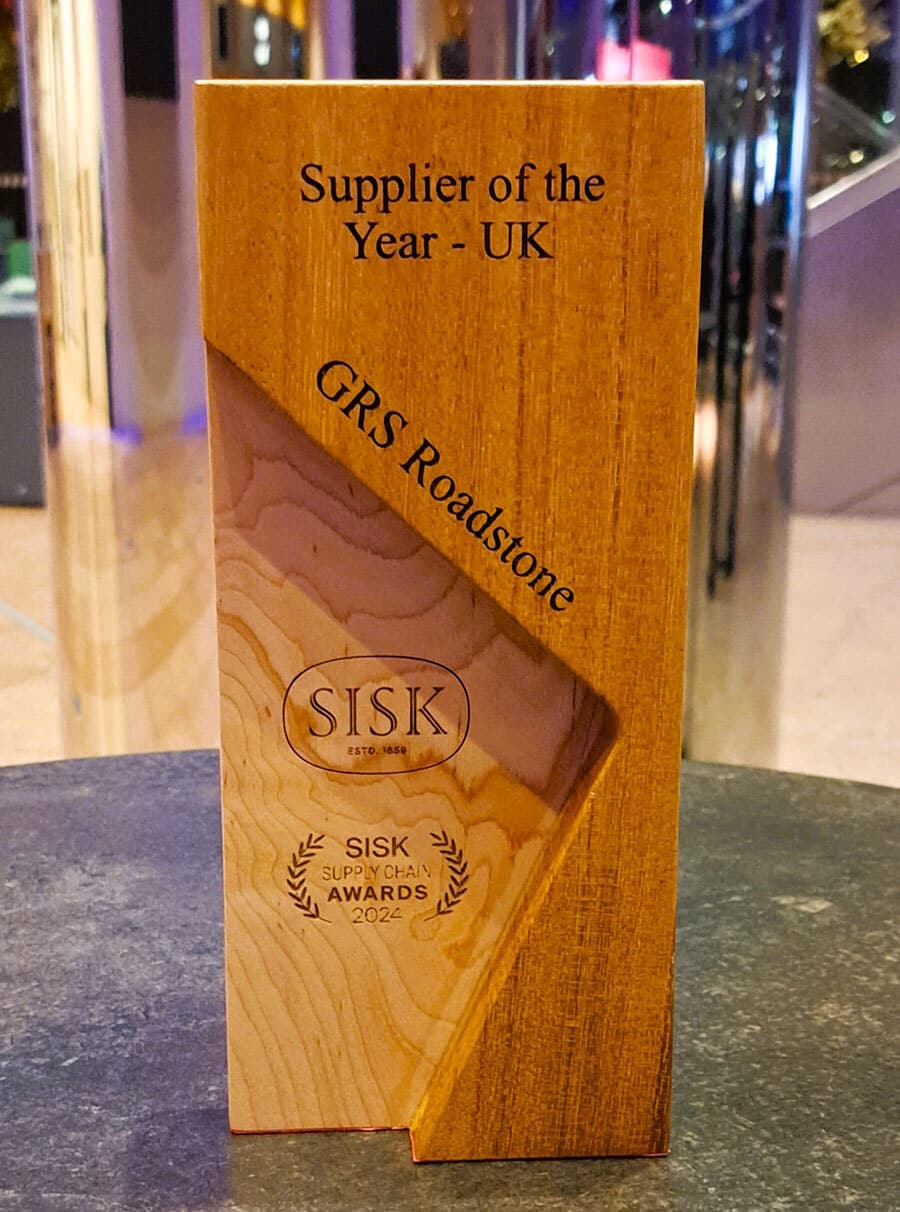 Supplier of the
Year - UK
GRS Roadstone
SISK
ESTD. 1859
SISK
SUPPLY CHAIN
AWARDS
2024